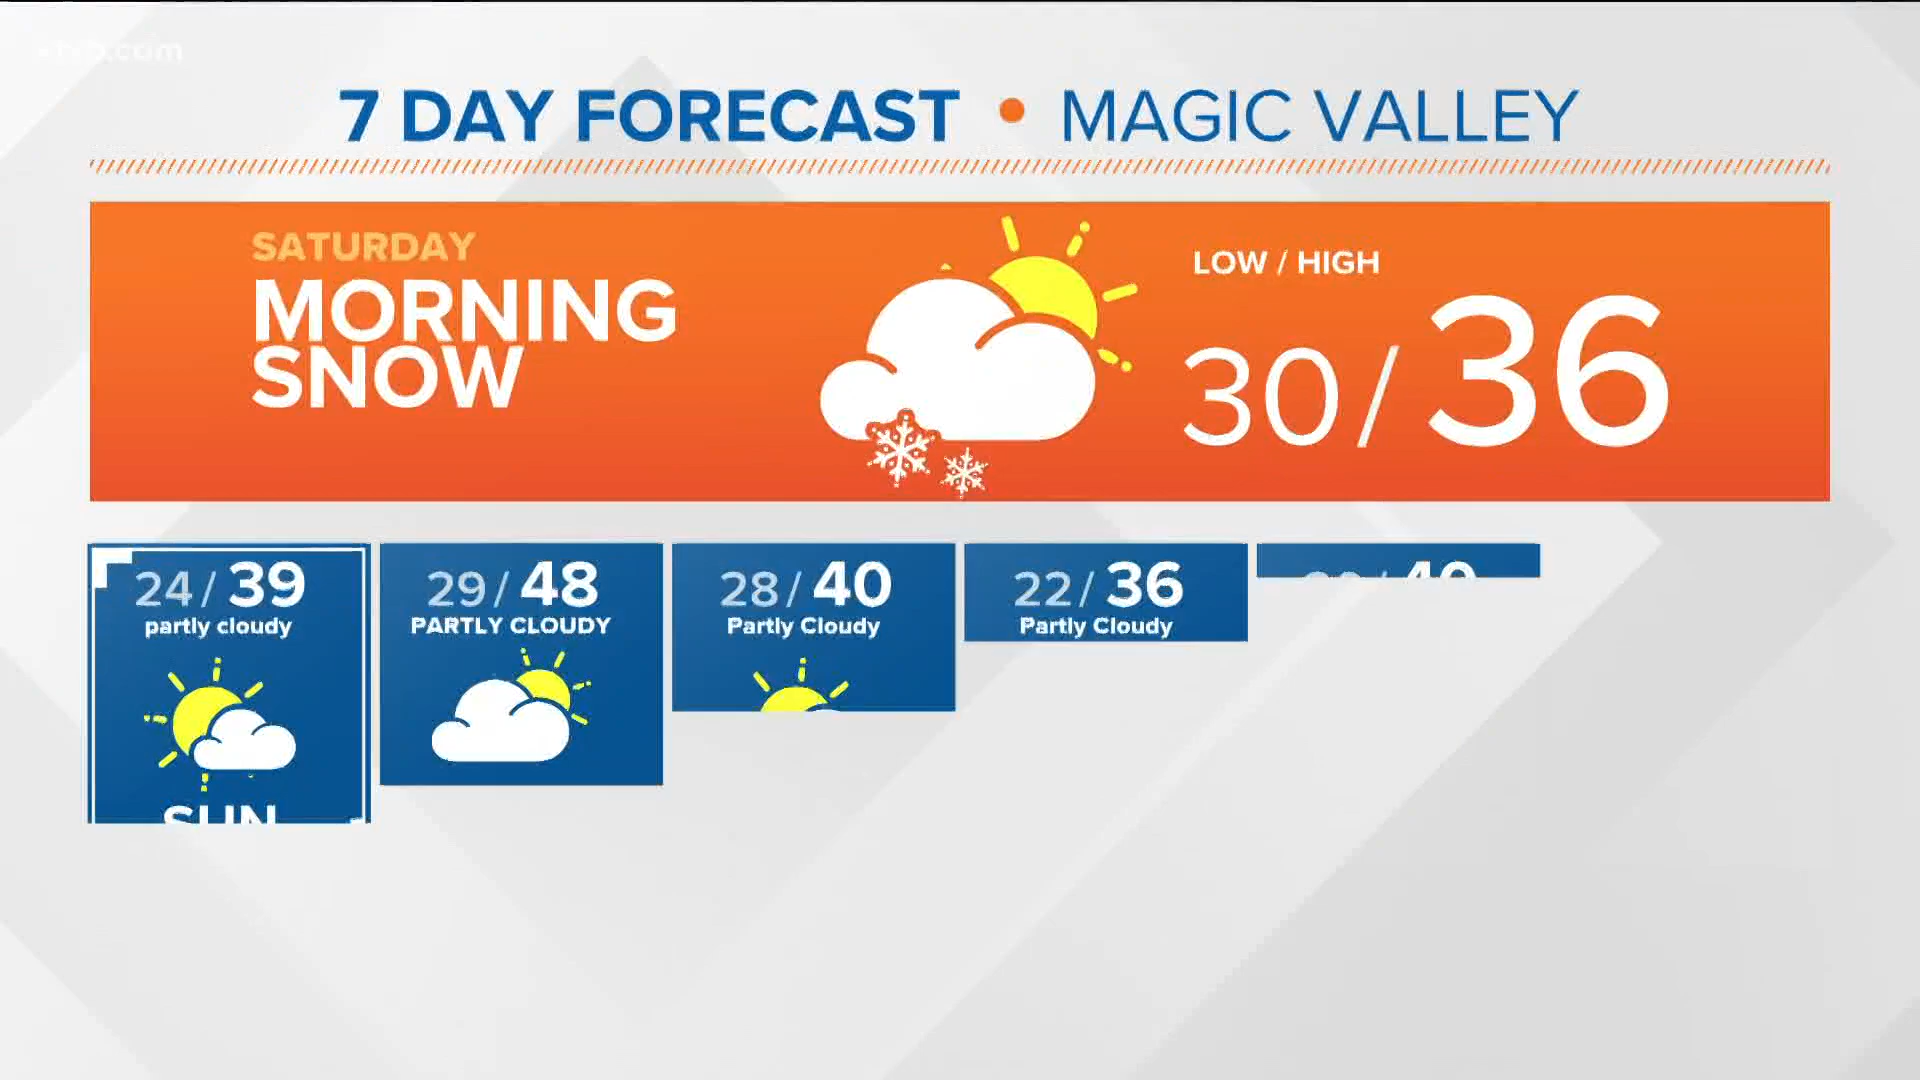 7 DAY FORECAST • MAGIC VALLEY
SATURDAY
MORNING
SNOW
LOW / HIGH
30/36
24/39
partly cloudy
SUN
29/48
PARTLY CLOUDY
28/40
Partly Cloudy
22/36
Partly Cloudy